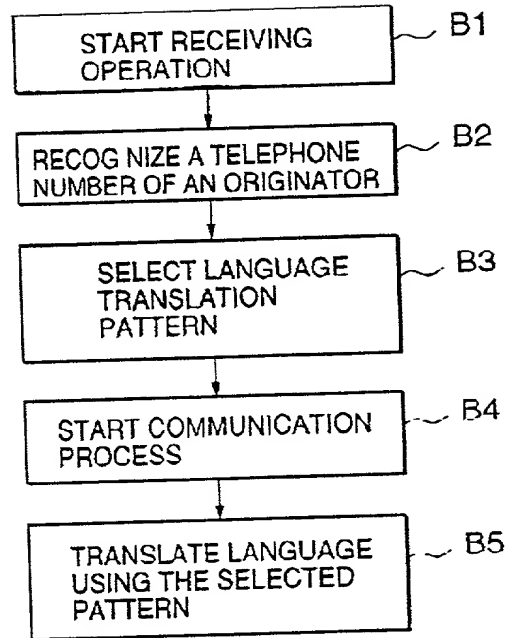 START RECEIVING
OPERATION
B1
RECOG NIZE A TELEPHONE
NUMBER OF AN ORIGINATOR
B2
SELECT LANGUAGE
TRANSLATION
PATTERN
B3
START COMMUNICATION
PROCESS
B4
TRANSLATE LANGUAGE
USING THE SELECTED
PATTERN
B5